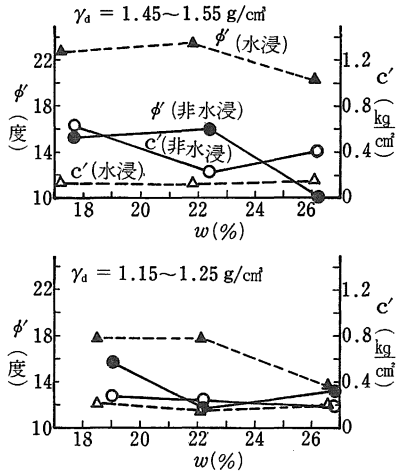 γd = 1.45～1.55 g/cm³
φ′(水浸)
φ′(非水浸)
c′(非水浸)
c′(水浸)
22
18
14
10
φ′(度)
1.2
0.8
0.4
0
c′(kg/cm²)
18 20 22 24 26
w(%)
γd = 1.15～1.25 g/cm³
22
18
14
10
φ′(度)
1.2
0.8
0.4
0
c′(kg/cm²)
18 20 22 24 26
w(%)